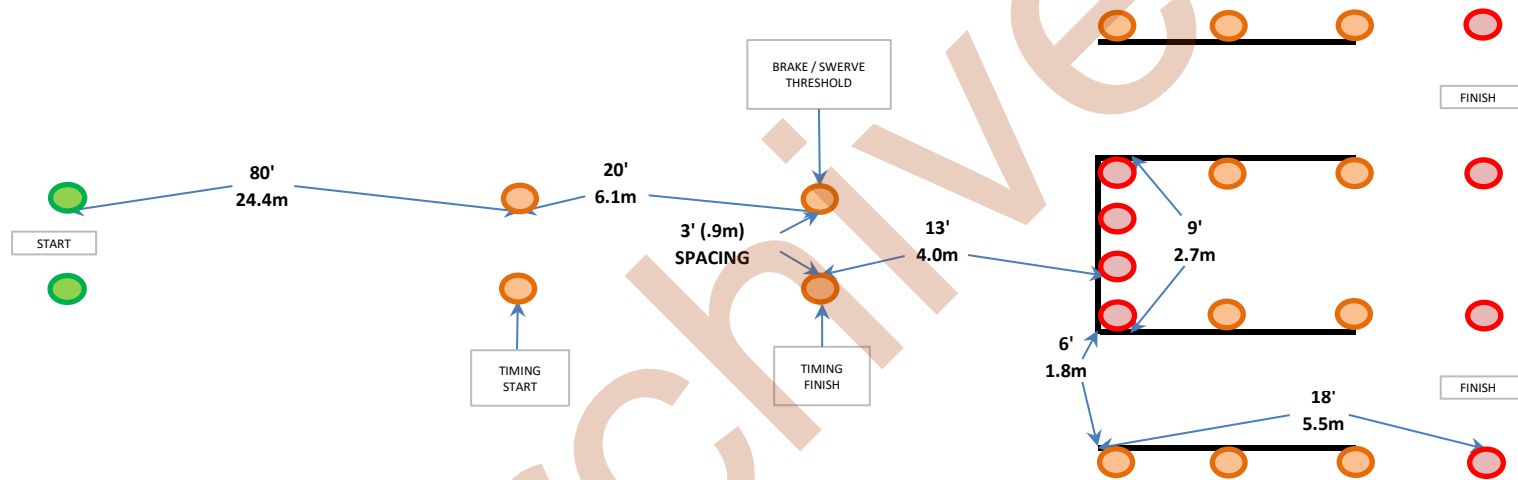 BRAKE / SWERVE
THRESHOLD
FINISH
80'
24.4m
20'
6.1m
START
3' (.9m)
SPACING
13'
4.0m
9'
2.7m
TIMING
START
TIMING
FINISH
6'
1.8m
FINISH
18'
5.5m
rchive